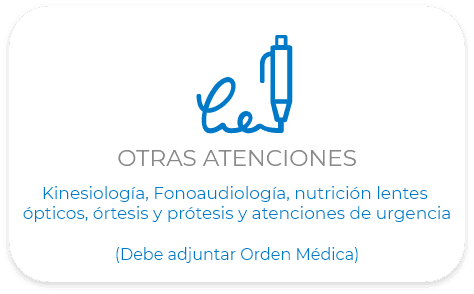 OTRAS ATENCIONES
Kinesiología, Fonoaudiología, nutrición lentes
ópticos, órtesis y prótesis y atenciones de urgencia
(Debe adjuntar Orden Médica)